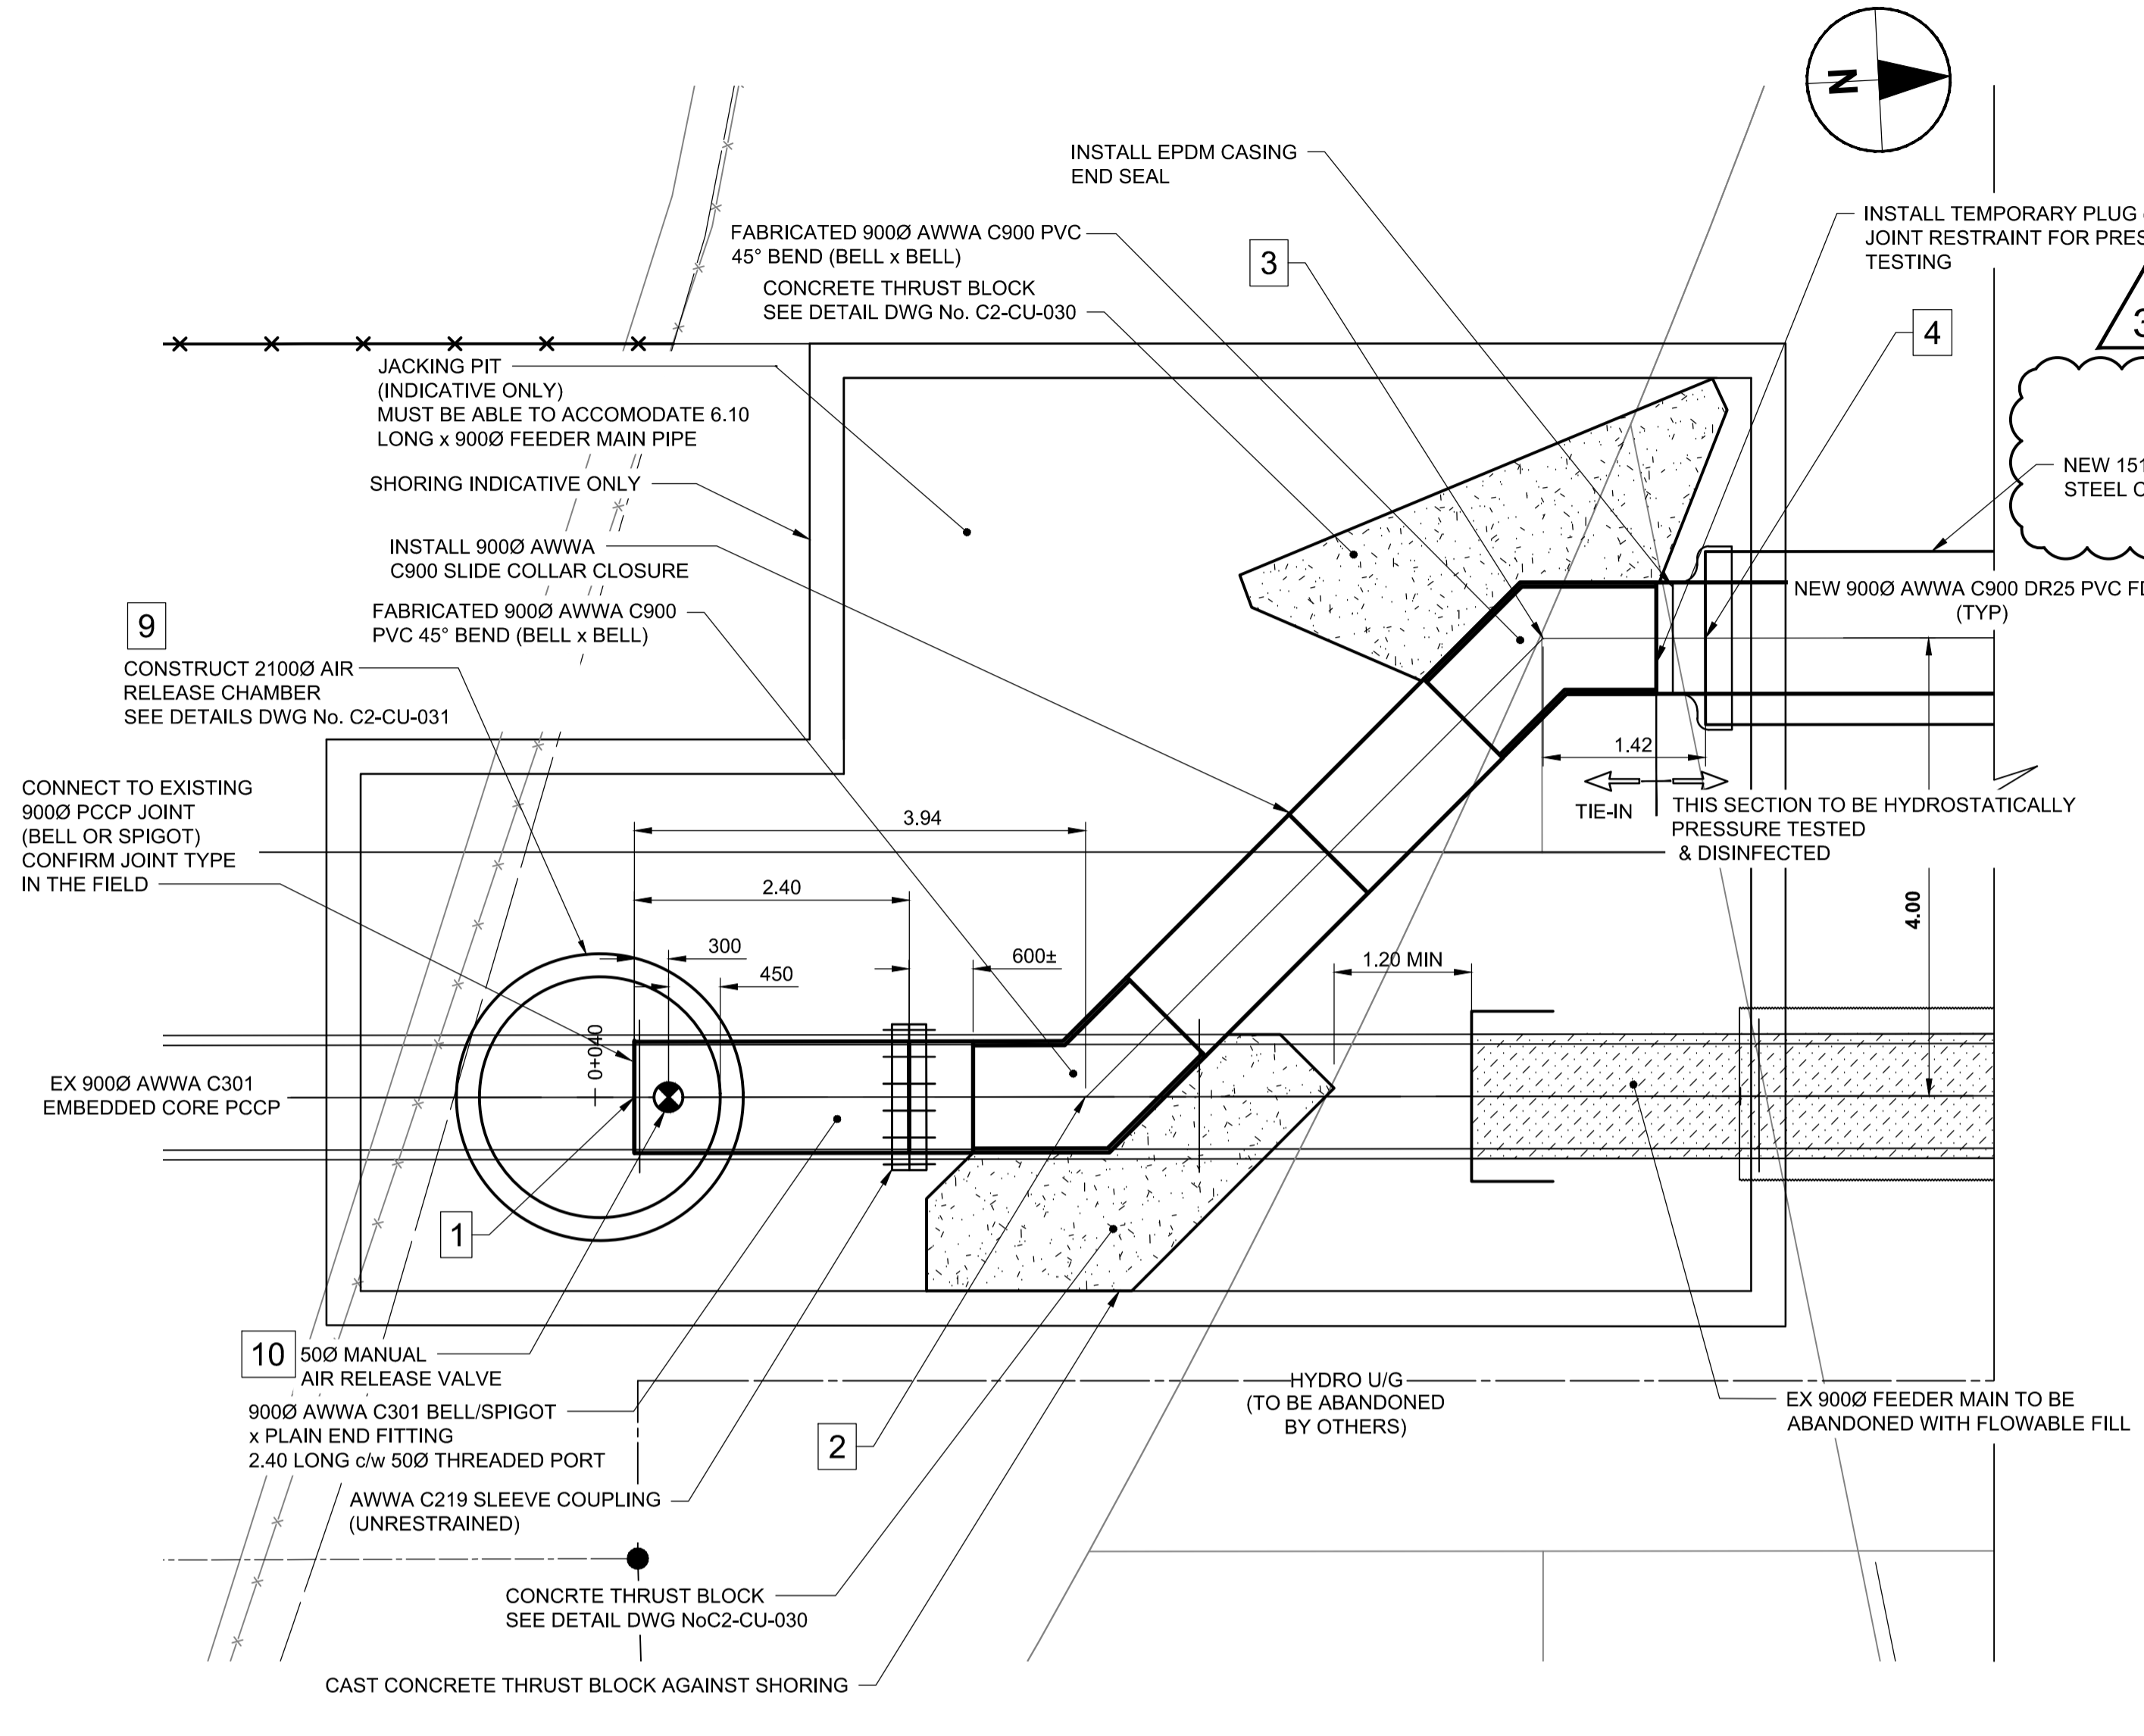 N
INSTALL EPDM CASING
END SEAL
INSTALL TEMPORARY PLUG
JOINT RESTRAINT FOR PRES
TESTING
FABRICATED 900Ø AWWA C900 PVC
45° BEND (BELL x BELL)
3
CONCRETE THRUST BLOCK
SEE DETAIL DWG No. C2-CU-030
4
3
JACKING PIT
(INDICATIVE ONLY)
MUST BE ABLE TO ACCOMODATE 6.10
LONG x 900Ø FEEDER MAIN PIPE
NEW 151
STEEL C
SHORING INDICATIVE ONLY
INSTALL 900Ø AWWA
C900 SLIDE COLLAR CLOSURE
NEW 900Ø AWWA C900 DR25 PVC FD
(TYP)
FABRICATED 900Ø AWWA C900
PVC 45° BEND (BELL x BELL)
9
CONSTRUCT 2100Ø AIR
RELEASE CHAMBER
SEE DETAILS DWG No. C2-CU-031
1.42
CONNECT TO EXISTING
900Ø PCCP JOINT
(BELL OR SPIGOT)
CONFIRM JOINT TYPE
IN THE FIELD
3.94
TIE-IN
THIS SECTION TO BE HYDROSTATICALLY
PRESSURE TESTED
& DISINFECTED
2.40
4.00
300
450
600±
1.20 MIN
0+040
EX 900Ø AWWA C301
EMBEDDED CORE PCCP
1
10
50Ø MANUAL
AIR RELEASE VALVE
HYDRO U/G
(TO BE ABANDONED
BY OTHERS)
EX 900Ø FEEDER MAIN TO BE
ABANDONED WITH FLOWABLE FILL
900Ø AWWA C301 BELL/SPIGOT
x PLAIN END FITTING
2.40 LONG c/w 50Ø THREADED PORT
2
AWWA C219 SLEEVE COUPLING
(UNRESTRAINED)
CONCRTE THRUST BLOCK
SEE DETAIL DWG NoC2-CU-030
CAST CONCRETE THRUST BLOCK AGAINST SHORING